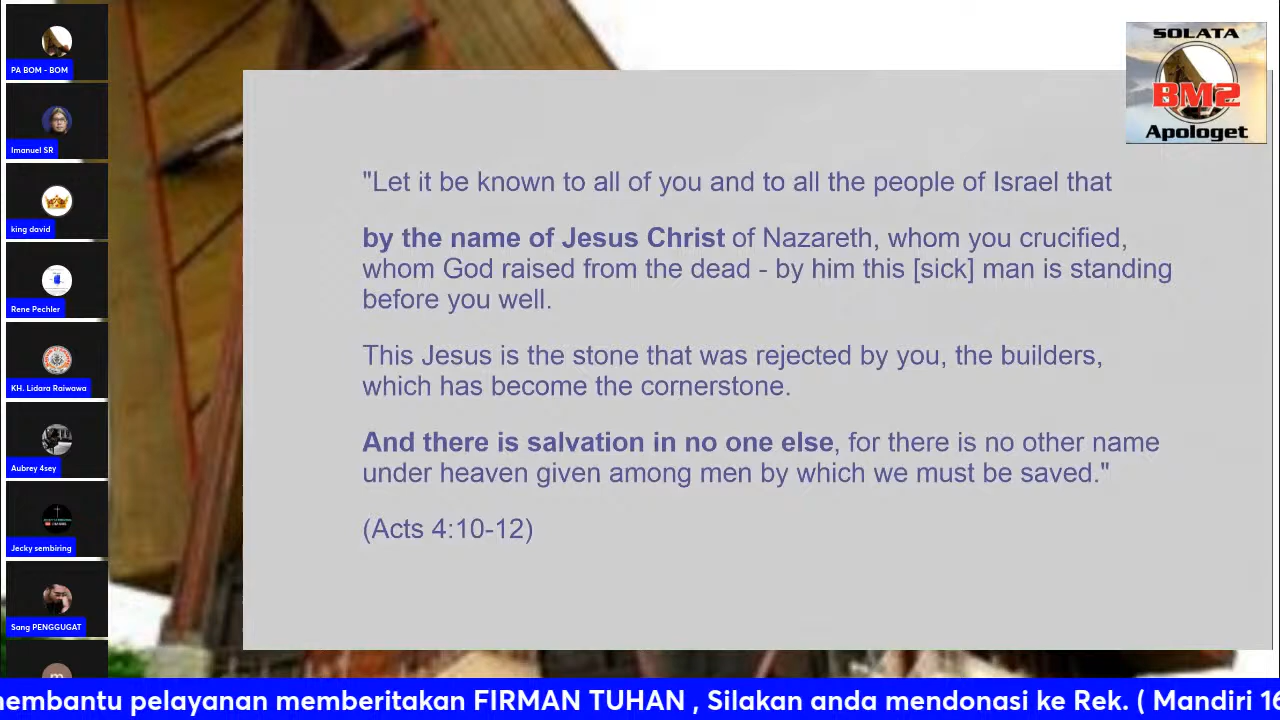 PA BOM - BOM
Imanuel SR
king david
Rene Pechler
KH. Lidara Raiwawa
Aubrey 4sey
Jecky sembiring
Sang PENGGUGAT
SOLATA
BM2
Apologet
"Let it be known to all of you and to all the people of Israel that
by the name of Jesus Christ of Nazareth, whom you crucified,
whom God raised from the dead - by him this [sick] man is standing
before you well.
This Jesus is the stone that was rejected by you, the builders,
which has become the cornerstone.
And there is salvation in no one else, for there is no other name
under heaven given among men by which we must be saved."
(Acts 4:10-12)
membantu pelayanan memberitakan FIRMAN TUHAN , Silakan anda mendonasi ke Rek. ( Mandiri 16